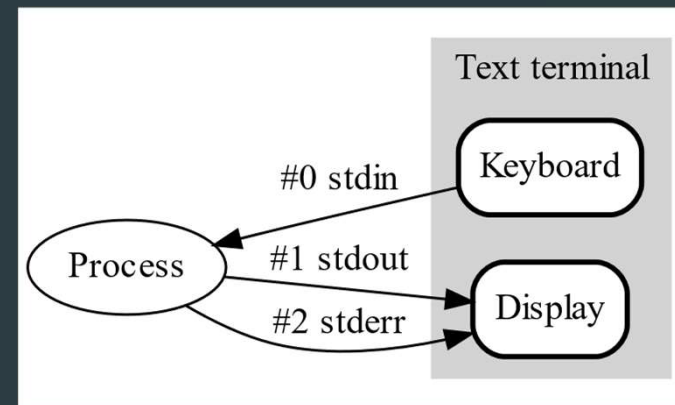 Text terminal
Keyboard
#0 stdin
Process
#1 stdout
Display
#2 stderr